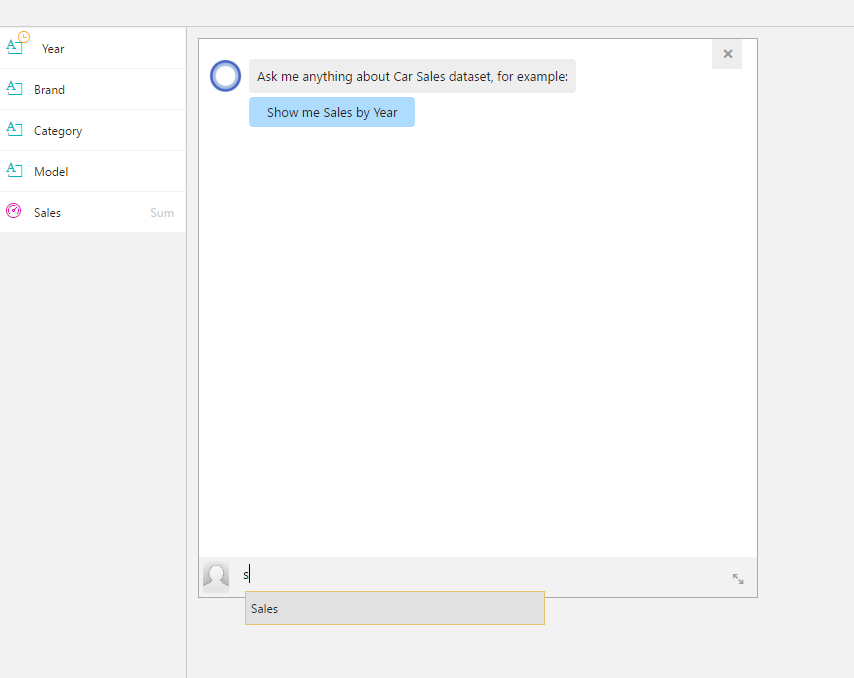 Year
Brand
Category
Model
Sales Sum
Ask me anything about Car Sales dataset, for example:
Show me Sales by Year
s
Sales